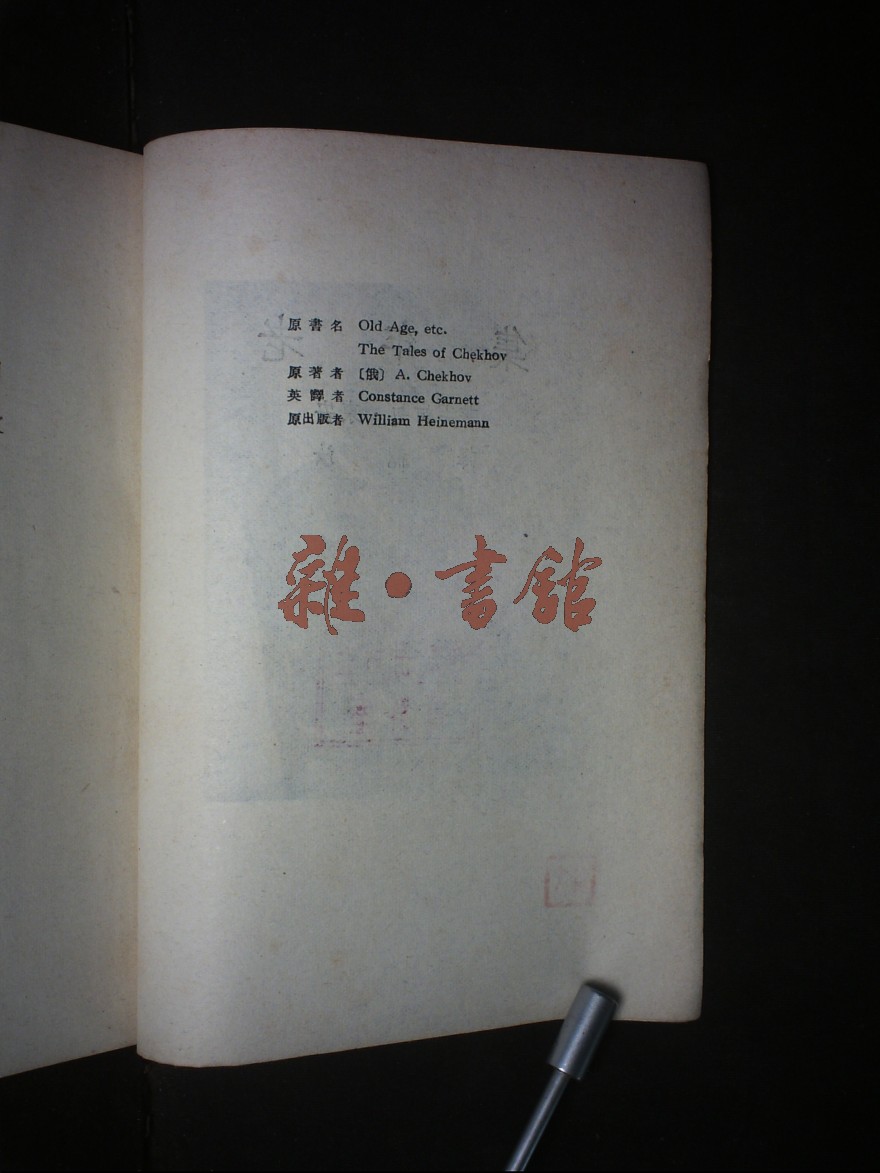 原書名 Old Age, etc.
The Tales of Chekhov
原著者 〔俄〕 A. Chekhov
英譯者 Constance Garnett
原出版者 William Heinemann
雜·書館